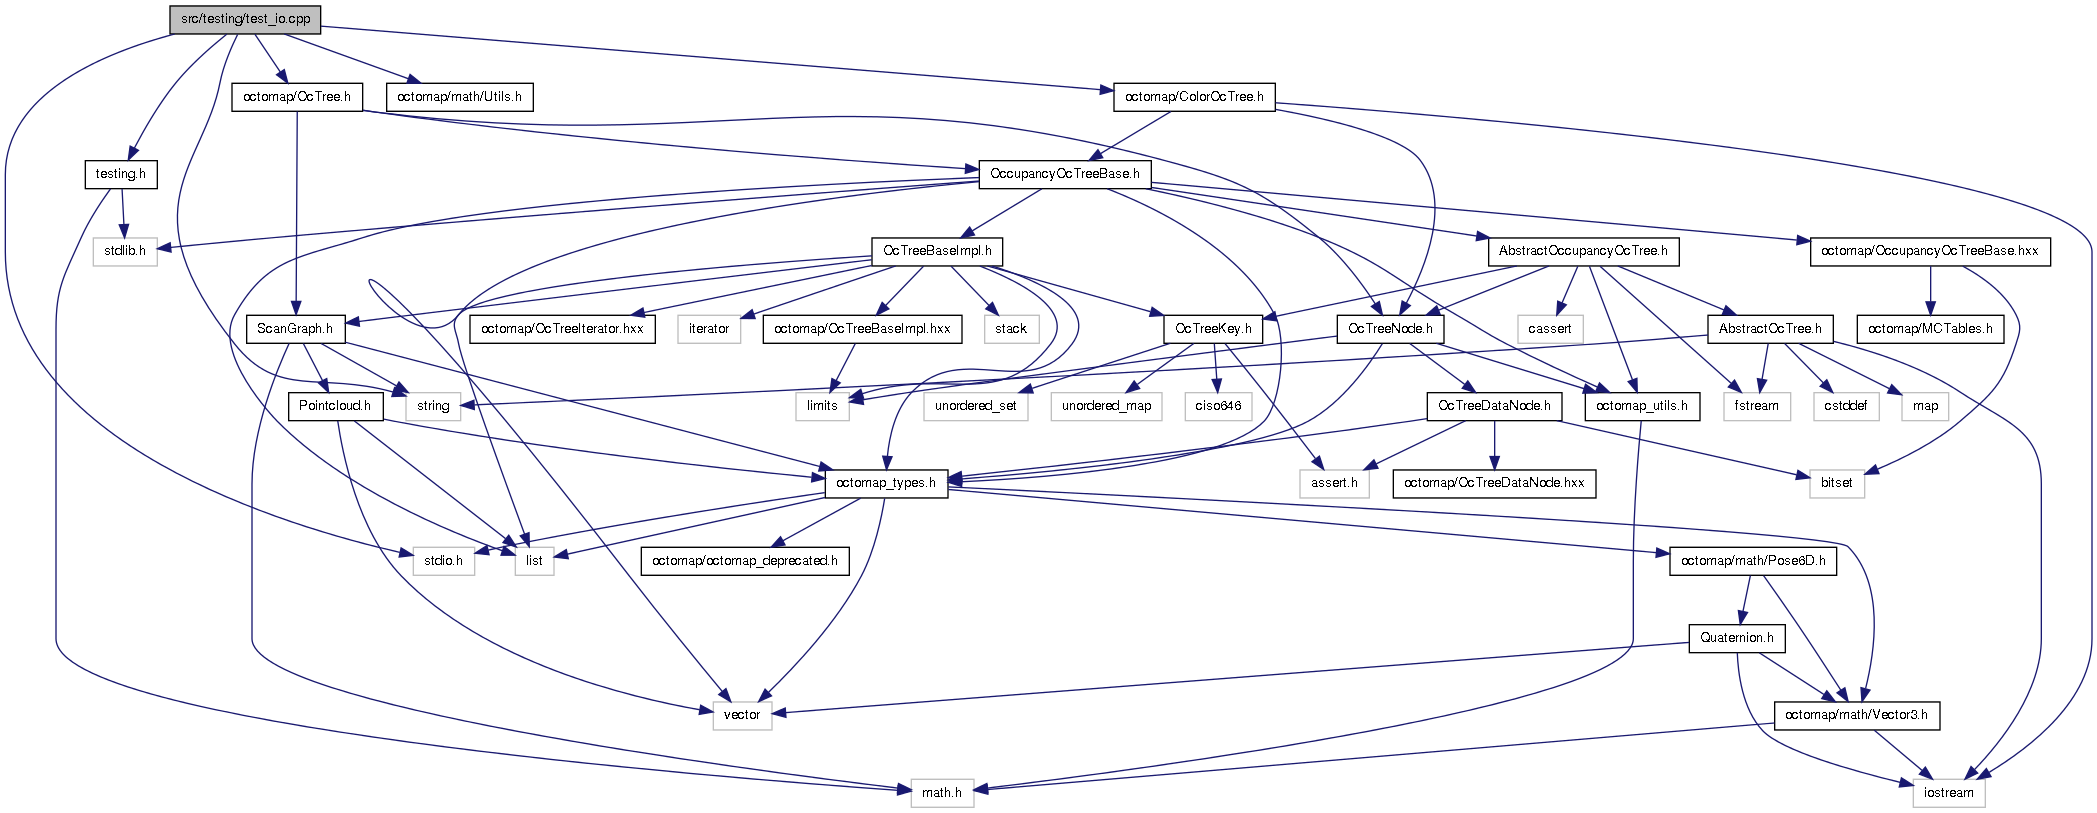 src/testing/test_io.cpp
octomap/OcTree.h
octomap/math/Utils.h
octomap/ColorOcTree.h
testing.h
OccupancyOcTreeBase.h
stdlib.h
OcTreeBaseImpl.h
AbstractOccupancyOcTree.h
octomap/OccupancyOcTreeBase.hxx
ScanGraph.h
octomap/OcTreeIterator.hxx
iterator
octomap/OcTreeBaseImpl.hxx
stack
OcTreeKey.h
OcTreeNode.h
cassert
AbstractOcTree.h
octomap/MCTables.h
Pointcloud.h
string
limits
unordered_set
unordered_map
ciso646
OcTreeDataNode.h
octomap_utils.h
fstream
cstddef
map
octomap_types.h
assert.h
octomap/OcTreeDataNode.hxx
bitset
stdio.h
list
octomap/octomap_deprecated.h
octomap/math/Pose6D.h
Quaternion.h
vector
octomap/math/Vector3.h
math.h
iostream